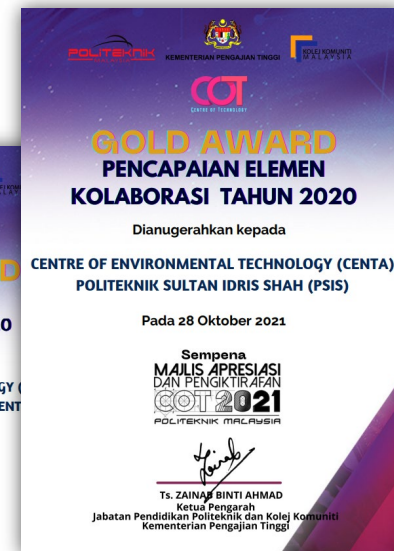 POLITEKNIK
MALAYSIA
KEMENTERIAN PENGAJIAN TINGGI
KOLEJ KOMUNITI
MALAYSIA
COT
CENTRE OF TECHNOLOGY
GOLD AWARD
PENCAPAIAN ELEMEN
KOLABORASI TAHUN 2020
Dianugerahkan kepada
CENTRE OF ENVIRONMENTAL TECHNOLOGY (CENTA)
POLITEKNIK SULTAN IDRIS SHAH (PSIS)
Pada 28 Oktober 2021
Sempena
MAJLIS APRESIASI
DAN PENGIKTIRAFAN
COT 2021
POLITEKNIK MALAYSIA
Zainab
Ts. ZAINAB BINTI AHMAD
Ketua Pengarah
Jabatan Pendidikan Politeknik dan Kolej Komuniti
Kementerian Pengajian Tinggi